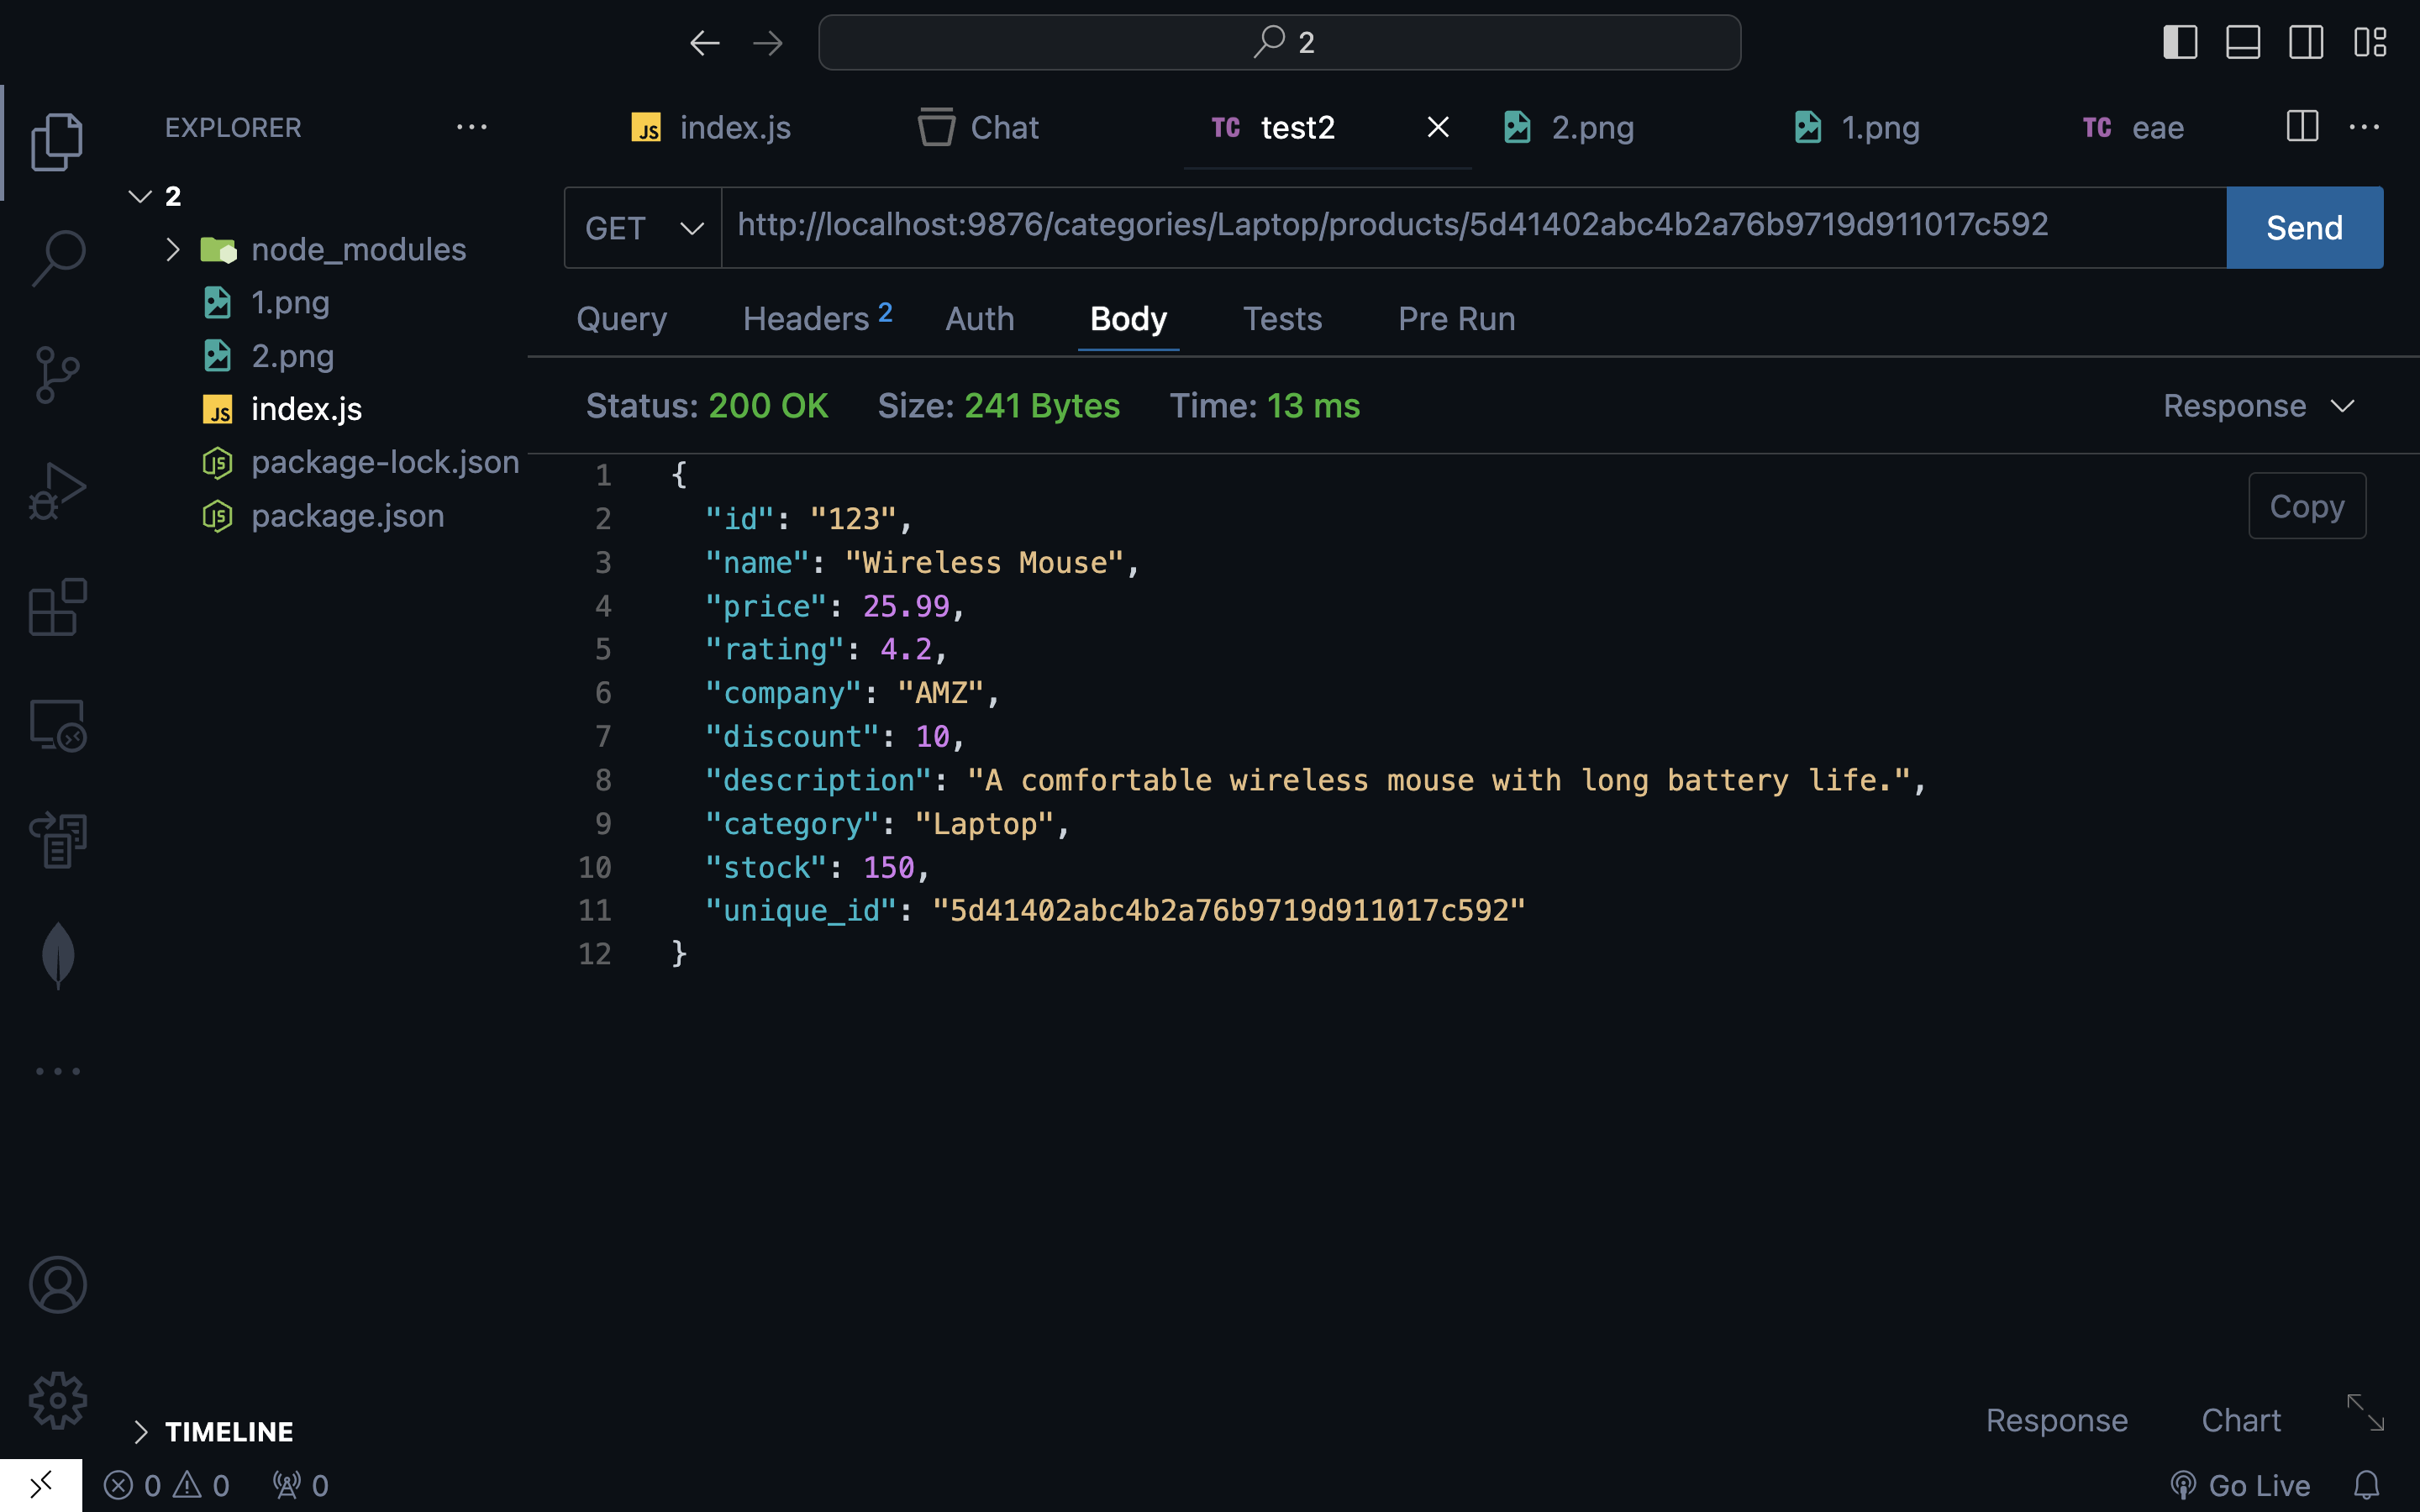 2
EXPLORER
2
node_modules
1.png
2.png
JS index.js
package-lock.json
package.json
TIMELINE
JS index.js
Chat
TC test2
2.png
1.png
TC eae
GET
http://localhost:9876/categories/Laptop/products/5d41402abc4b2a76b9719d911017c592
Send
Query Headers 2 Auth Body Tests Pre Run
Status: 200 OK Size: 241 Bytes Time: 13 ms Response
Copy
1 {
2 "id": "123",
3 "name": "Wireless Mouse",
4 "price": 25.99,
5 "rating": 4.2,
6 "company": "AMZ",
7 "discount": 10,
8 "description": "A comfortable wireless mouse with long battery life.",
9 "category": "Laptop",
10 "stock": 150,
11 "unique_id": "5d41402abc4b2a76b9719d911017c592"
12 }
Response Chart
0 0 0
Go Live